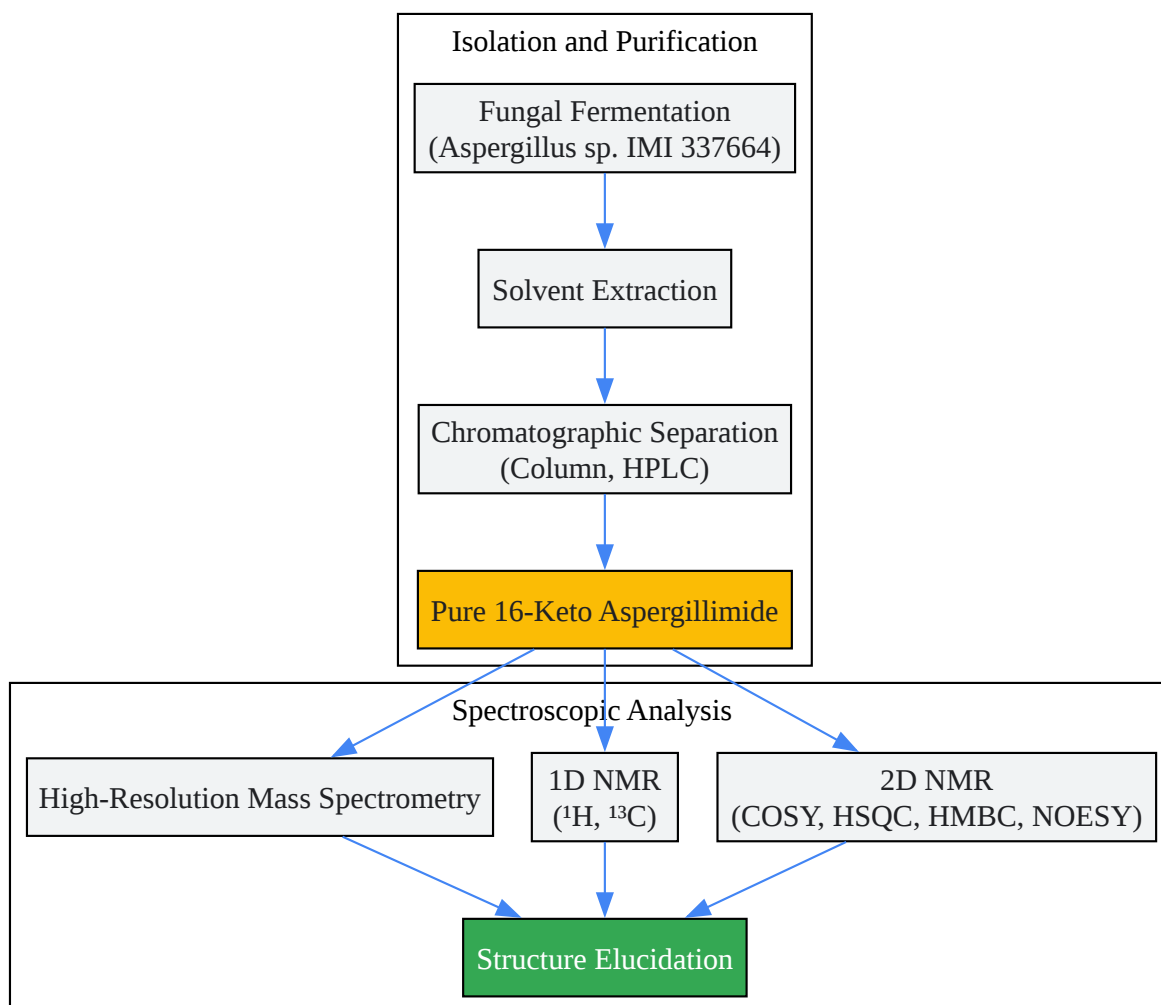 Isolation and Purification
Fungal Fermentation
(Aspergillus sp. IMI 337664)
Solvent Extraction
Chromatographic Separation
(Column, HPLC)
Pure 16-Keto Aspergillimide
Spectroscopic Analysis
High-Resolution Mass Spectrometry
1D NMR
(¹H, ¹³C)
2D NMR
(COSY, HSQC, HMBC, NOESY)
Structure Elucidation